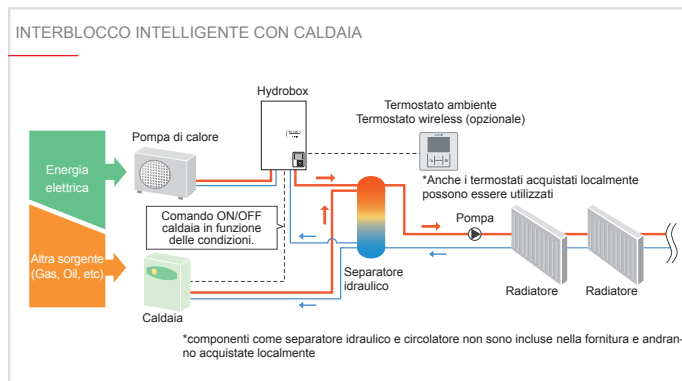 INTERBLOCCO INTELLIGENTE CON CALDAIA
Hydrobox
Termostato ambiente
Termostato wireless (opzionale)
Pompa di calore
Energia
elettrica
*Anche i termostati acquistati localmente
possono essere utilizzati
Comando ON/OFF
caldaia in funzione
delle condizioni.
Pompa
Altra sorgente
(Gas, Oil, etc)
Separatore
idraulico
Radiatore
Radiatore
Caldaia
*componenti come separatore idraulico e circolatore non sono incluse nella fornitura e andran-
no acquistate localmente